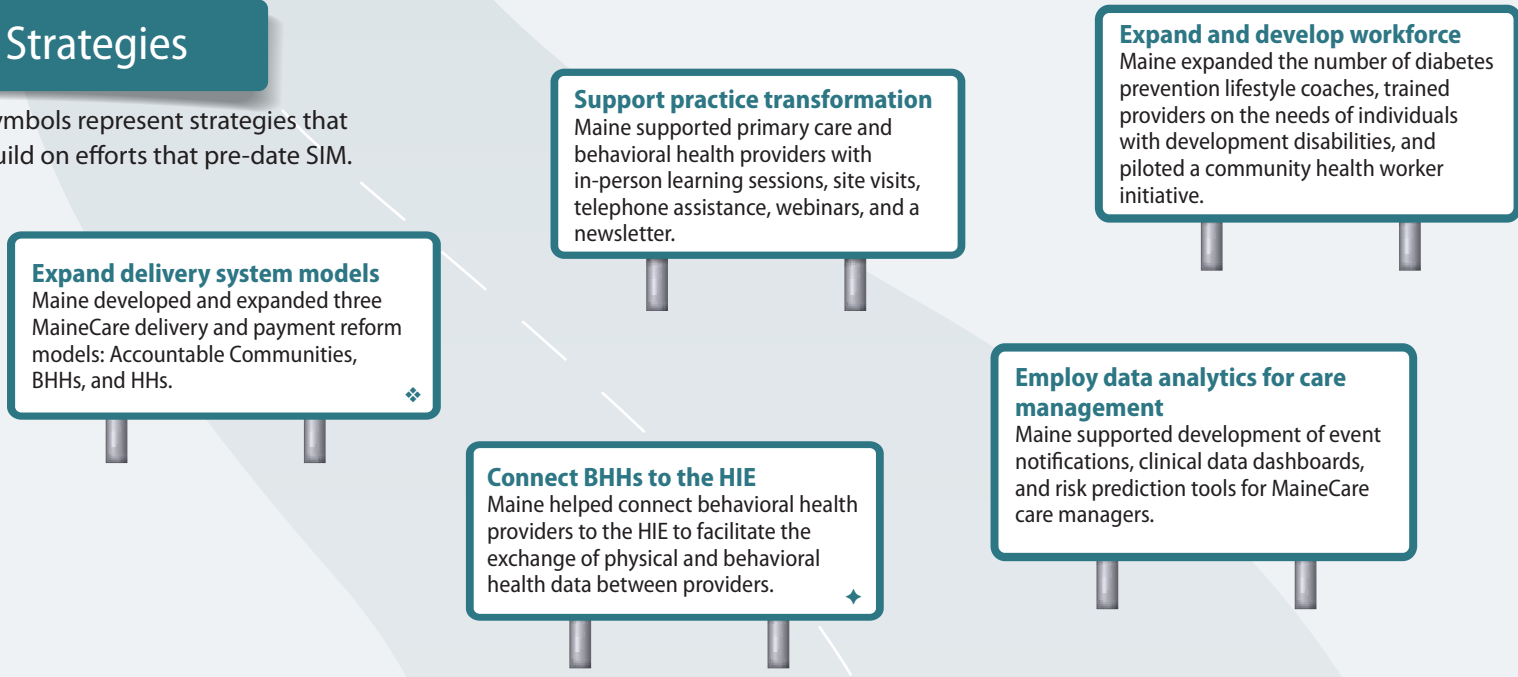 Strategies
ymbols represent strategies that
uild on efforts that pre-date SIM.
Expand delivery system models
Maine developed and expanded three
MaineCare delivery and payment reform
models: Accountable Communities,
BHHs, and HHs.
❖
Support practice transformation
Maine supported primary care and
behavioral health providers with
in-person learning sessions, site visits,
telephone assistance, webinars, and a
newsletter.
Connect BHHs to the HIE
Maine helped connect behavioral health
providers to the HIE to facilitate the
exchange of physical and behavioral
health data between providers.
✦
Expand and develop workforce
Maine expanded the number of diabetes
prevention lifestyle coaches, trained
providers on the needs of individuals
with development disabilities, and
piloted a community health worker
initiative.
Employ data analytics for care
management
Maine supported development of event
notifications, clinical data dashboards,
and risk prediction tools for MaineCare
care managers.